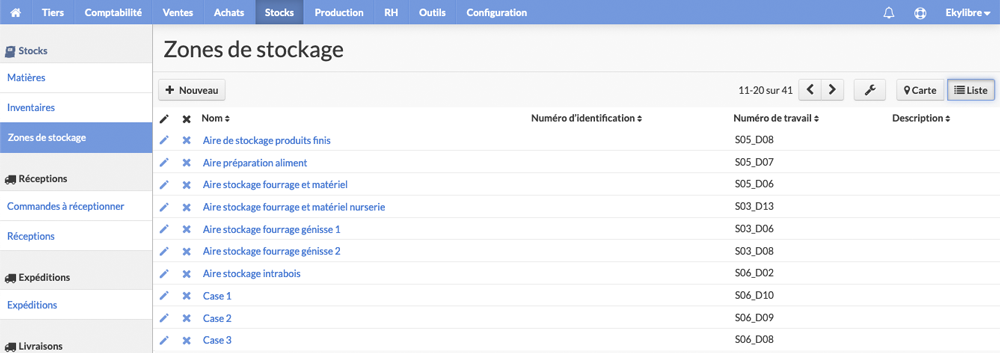 Tiers Comptabilité Ventes Achats Stocks Production RH Outils Configuration Ekylibre
Stocks
Matières
Inventaires
Zones de stockage
Réceptions
Commandes à réceptionner
Réceptions
Expéditions
Expéditions
Livraisons
Zones de stockage
Nouveau 11-20 sur 41 Carte Liste
Nom Numéro d'identification Numéro de travail Description
Aire de stockage produits finis S05_D08
Aire préparation aliment S05_D07
Aire stockage fourrage et matériel S05_D06
Aire stockage fourrage et matériel nurserie S03_D13
Aire stockage fourrage génisse 1 S03_D06
Aire stockage fourrage génisse 2 S03_D08
Aire stockage intrabois S06_D02
Case 1 S06_D10
Case 2 S06_D09
Case 3 S06_D08